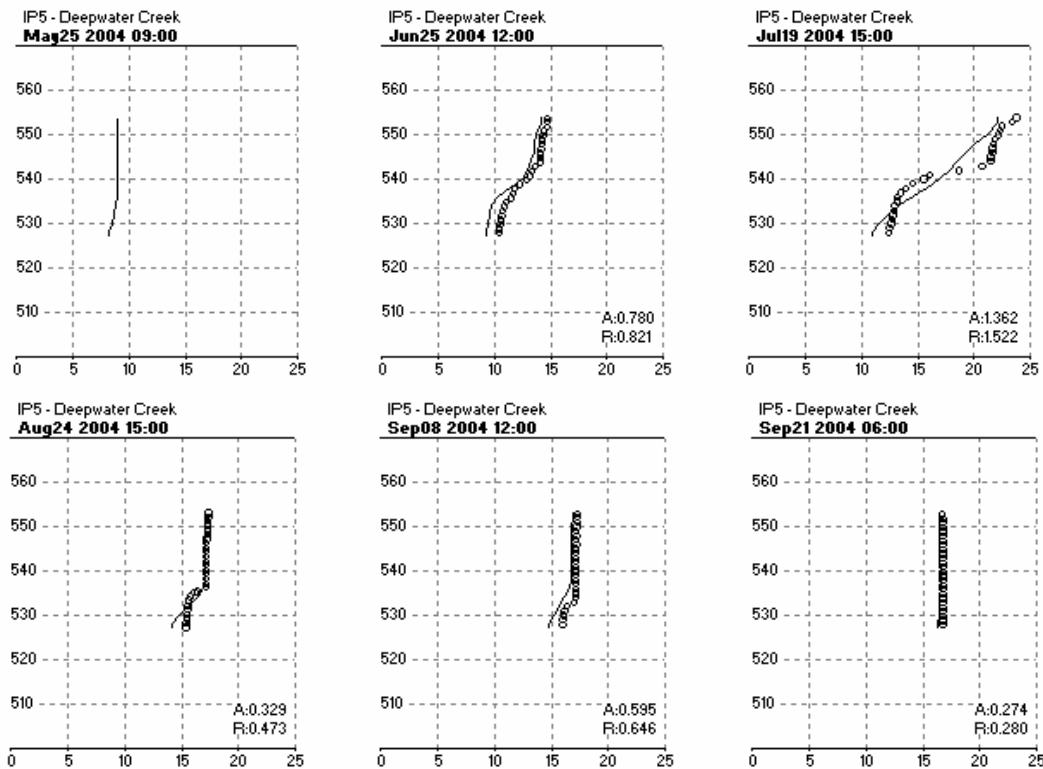 IP5 - Deepwater Creek
May25 2004 09:00
560
550
540
530
520
510
0 5 10 15 20 25
IP5 - Deepwater Creek
Jun25 2004 12:00
560
550
540
530
520
510
A:0.780
R:0.821
0 5 10 15 20 25
IP5 - Deepwater Creek
Jul19 2004 15:00
560
550
540
530
520
510
A:1.362
R:1.522
0 5 10 15 20 25
IP5 - Deepwater Creek
Aug24 2004 15:00
560
550
540
530
520
510
A:0.329
R:0.473
0 5 10 15 20 25
IP5 - Deepwater Creek
Sep08 2004 12:00
560
550
540
530
520
510
A:0.595
R:0.646
0 5 10 15 20 25
IP5 - Deepwater Creek
Sep21 2004 06:00
560
550
540
530
520
510
A:0.274
R:0.280
0 5 10 15 20 25